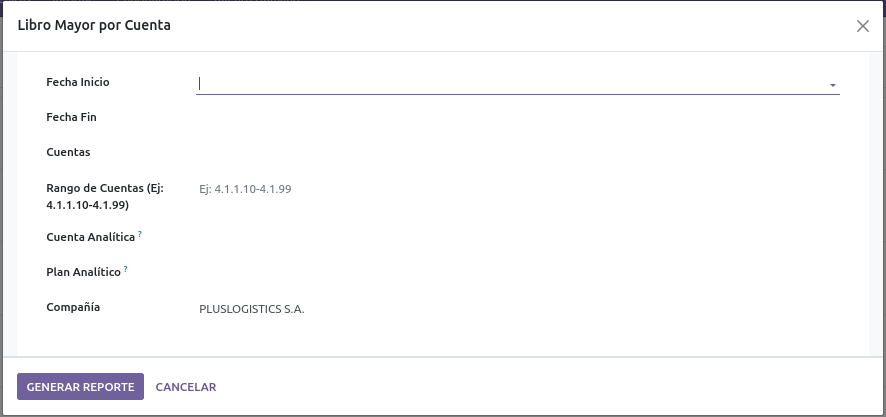 Libro Mayor por Cuenta
Fecha Inicio
Fecha Fin
Cuentas
Rango de Cuentas (Ej: Ej: 4.1.1.10-4.1.99
4.1.1.10-4.1.99)
Cuenta Analítica ?
Plan Analítico ?
Compañía PLUSLOGISTICS S.A.
GENERAR REPORTE CANCELAR